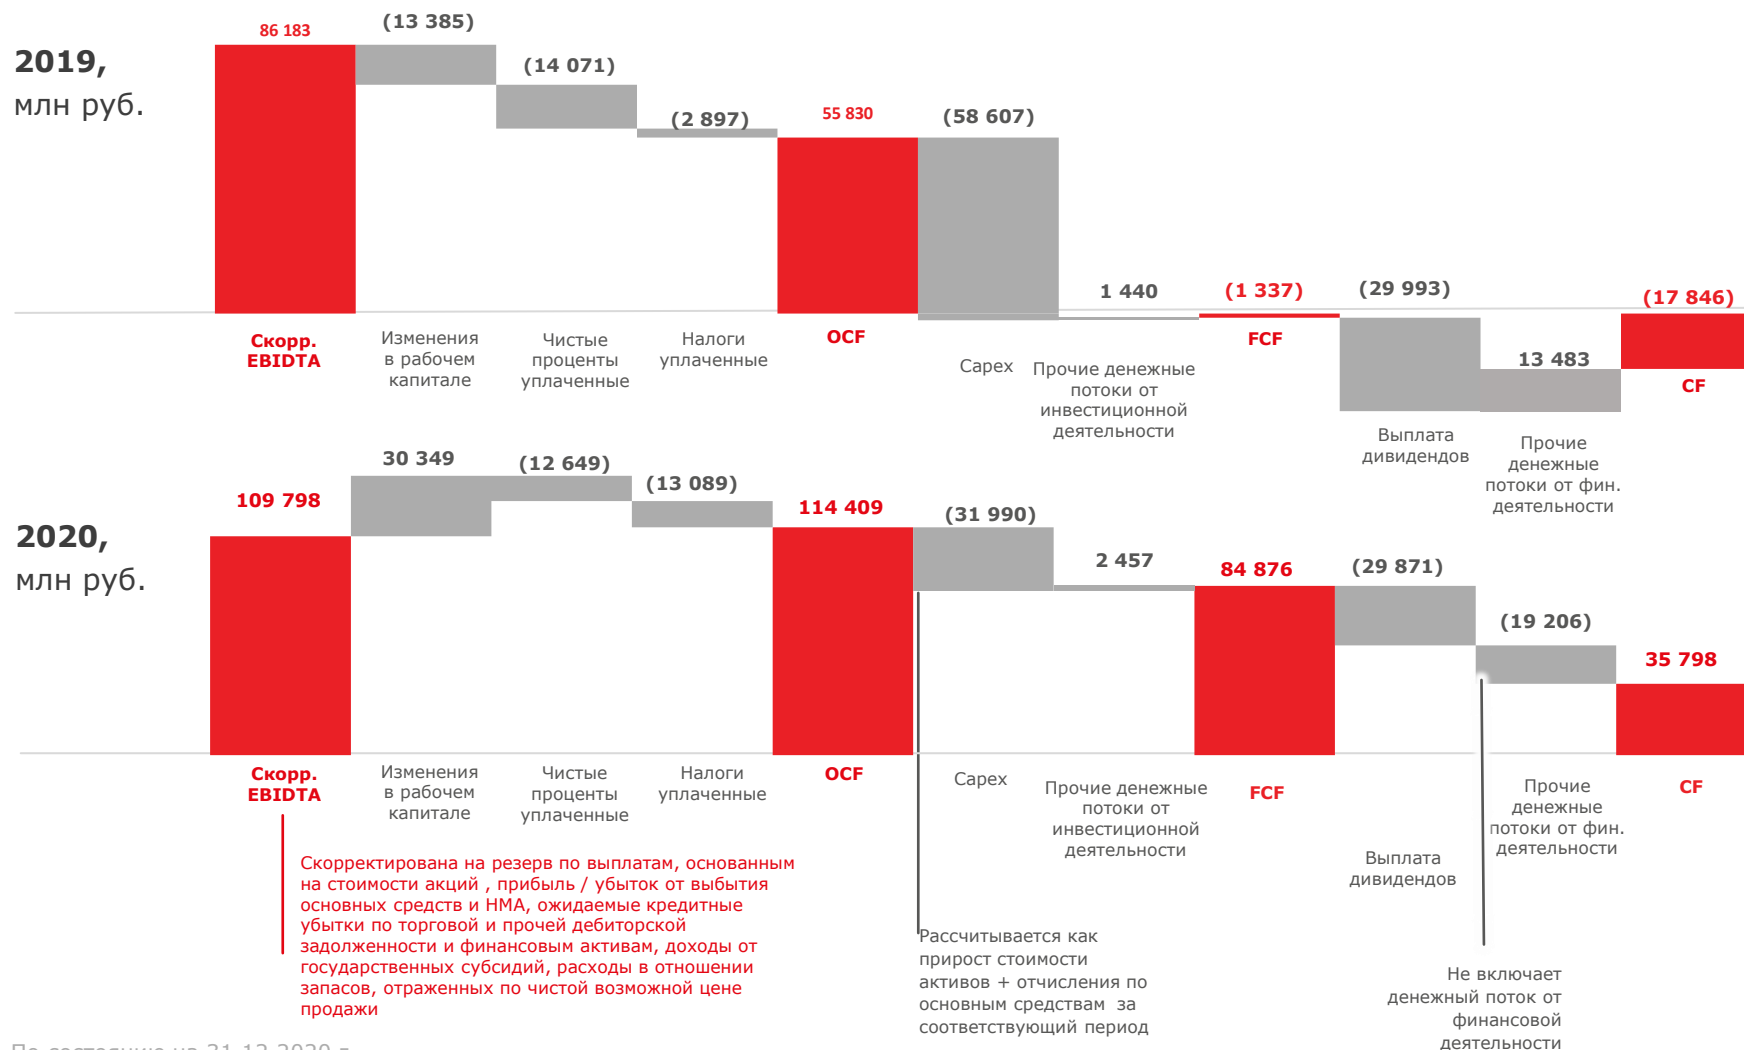 2019,
млн руб.
86 183
(13 385)
(14 071)
(2 897)
55 830
(58 607)
1 440
(1 337)
(29 993)
13 483
(17 846)
Скорр.
EBIDTA
Изменения
в рабочем
капитале
Чистые
проценты
уплаченные
Налоги
уплаченные
OCF
Capex
Прочие денежные
потоки от
инвестиционной
деятельности
FCF
Выплата
дивидендов
Прочие
денежные
потоки от фин.
деятельности
CF
2020,
млн руб.
109 798
30 349
(12 649)
(13 089)
114 409
(31 990)
2 457
84 876
(29 871)
(19 206)
35 798
Скорр.
EBIDTA
Изменения
в рабочем
капитале
Чистые
проценты
уплаченные
Налоги
уплаченные
OCF
Capex
Прочие денежные
потоки от
инвестиционной
деятельности
FCF
Выплата
дивидендов
Прочие
денежные
потоки от фин.
деятельности
CF
Скорректирована на резерв по выплатам, основанным
на стоимости акций , прибыль / убыток от выбытия
основных средств и НМА, ожидаемые кредитные
убытки по торговой и прочей дебиторской
задолженности и финансовым активам, доходы от
государственных субсидий, расходы в отношении
запасов, отраженных по чистой возможной цене
продажи
Рассчитывается как
прирост стоимости
активов + отчисления по
основным средствам за
соответствующий период
Не включает
денежный поток от
финансовой
деятельности
По состоянию на 31.12.2020 г.